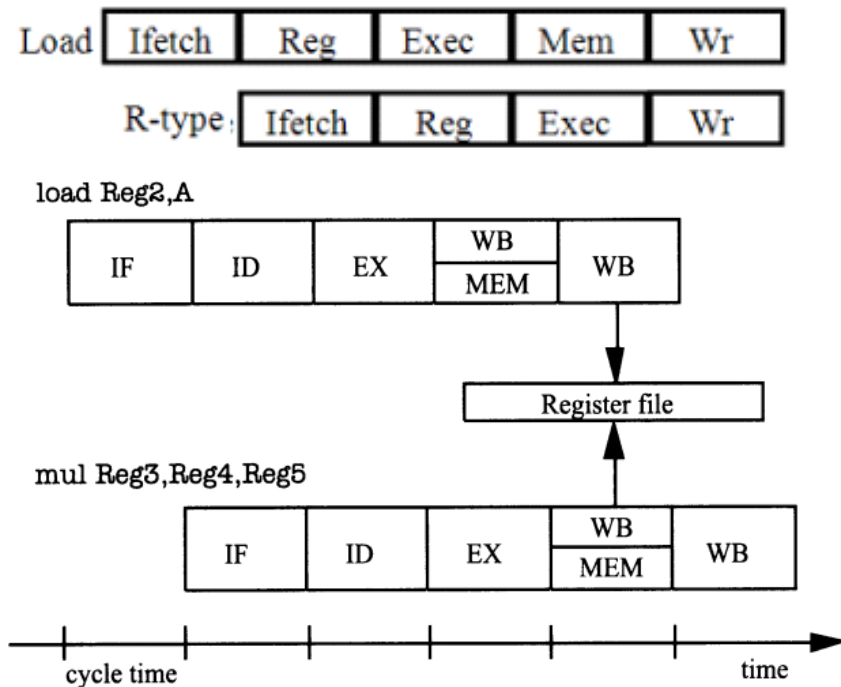 Load Ifetch Reg Exec Mem Wr
R-type : Ifetch Reg Exec Wr
load Reg2,A
IF ID EX WB MEM WB
Register file
mul Reg3,Reg4,Reg5
IF ID EX WB MEM WB
cycle time time